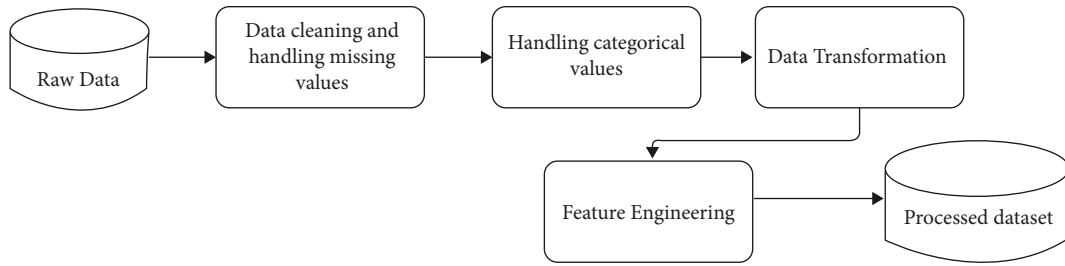 Raw Data
Data cleaning and
handling missing
values
Handling categorical
values
Data Transformation
Feature Engineering
Processed dataset